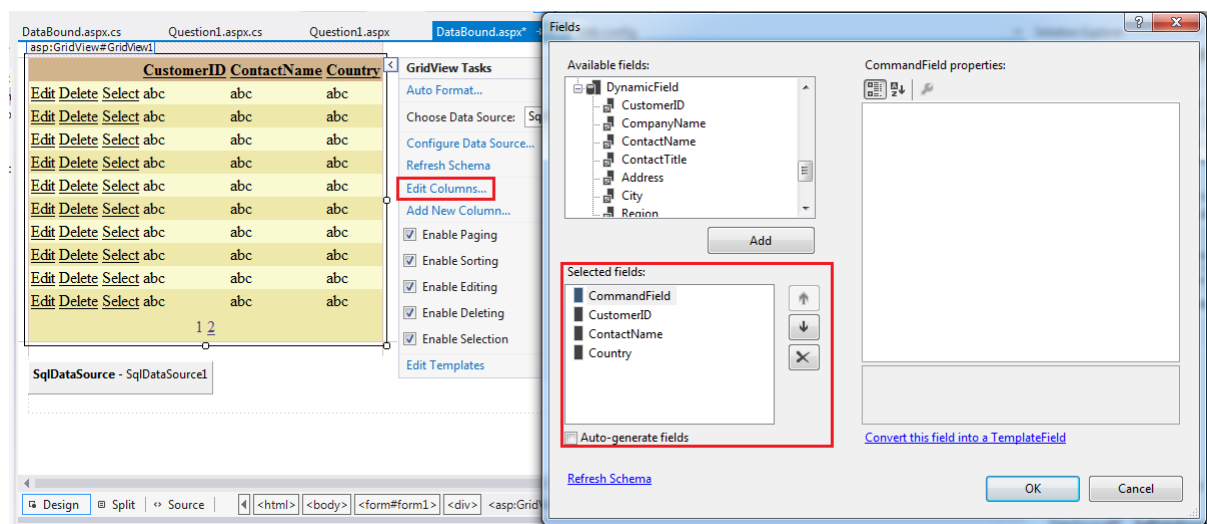 DataBound.aspx.cs Question1.aspx.cs Question1.aspx DataBound.aspx*
asp:GridView#GridView1
CustomerID ContactName Country
Edit Delete Select abc abc abc
Edit Delete Select abc abc abc
Edit Delete Select abc abc abc
Edit Delete Select abc abc abc
Edit Delete Select abc abc abc
Edit Delete Select abc abc abc
Edit Delete Select abc abc abc
Edit Delete Select abc abc abc
Edit Delete Select abc abc abc
Edit Delete Select abc abc abc
1 2
SqlDataSource - SqlDataSource1
GridView Tasks
Auto Format...
Choose Data Source: Sq
Configure Data Source...
Refresh Schema
Edit Columns...
Add New Column...
Enable Paging
Enable Sorting
Enable Editing
Enable Deleting
Enable Selection
Edit Templates
Design Split Source <html> <body> <form#form1> <div> <asp:Grid
Fields
Available fields:
DynamicField
CustomerID
CompanyName
ContactName
ContactTitle
Address
City
Region
Add
Selected fields:
CommandField
CustomerID
ContactName
Country
Auto-generate fields
Refresh Schema
CommandField properties:
Convert this field into a TemplateField
OK Cancel